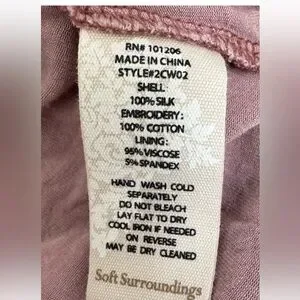 RN# 101206
MADE IN CHINA
STYLE#2CW02
SHELL:
100% SILK
EMBROIDERY:
100% COTTON
LINING:
95% VISCOSE
5% SPANDEX
HAND WASH COLD
SEPARATELY
DO NOT BLEACH
LAY FLAT TO DRY
COOL IRON IF NEEDED
ON REVERSE
MAY BE DRY CLEANED
Soft Surroundings